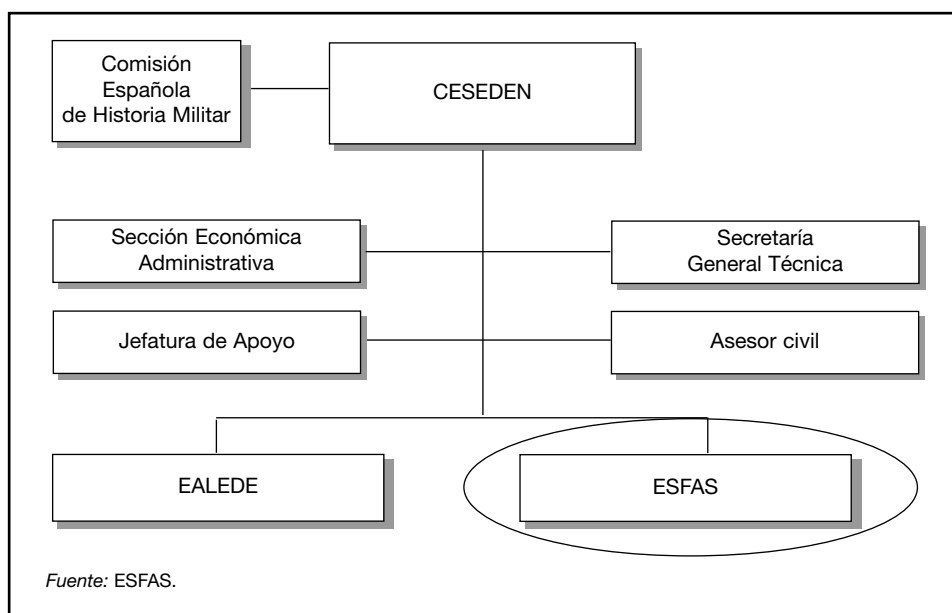 Comisión
Española
de Historia Militar
CESEDEN
Sección Económica
Administrativa
Secretaría
General Técnica
Jefatura de Apoyo
Asesor civil
EALEDE
ESFAS
Fuente: ESFAS.